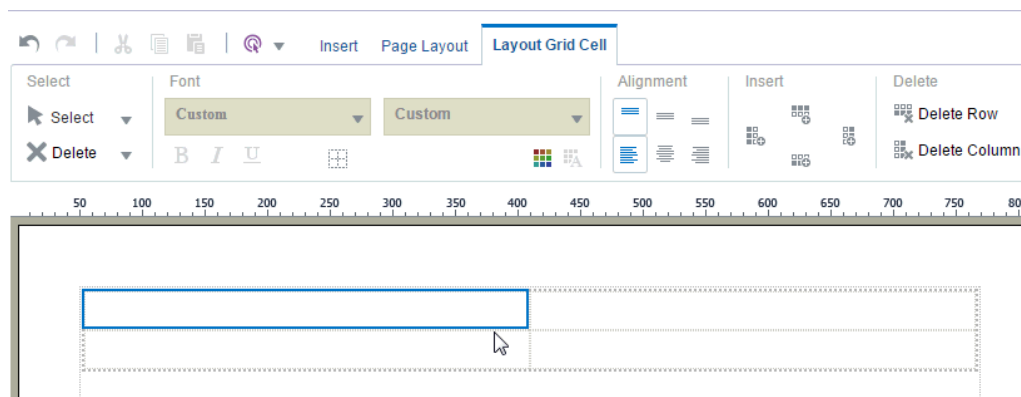 Insert Page Layout Layout Grid Cell
Select Font Alignment Insert Delete
Select Custom Custom Delete Row
Delete B I U A Delete Column
50 100 150 200 250 300 350 400 450 500 550 600 650 700 750 80